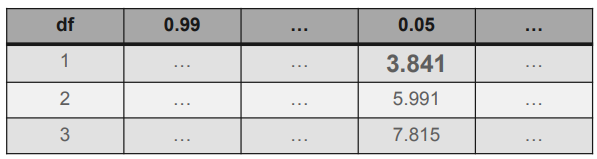 df 0.99 … 0.05 …
1 … … 3.841 …
2 … … 5.991 …
3 … … 7.815 …